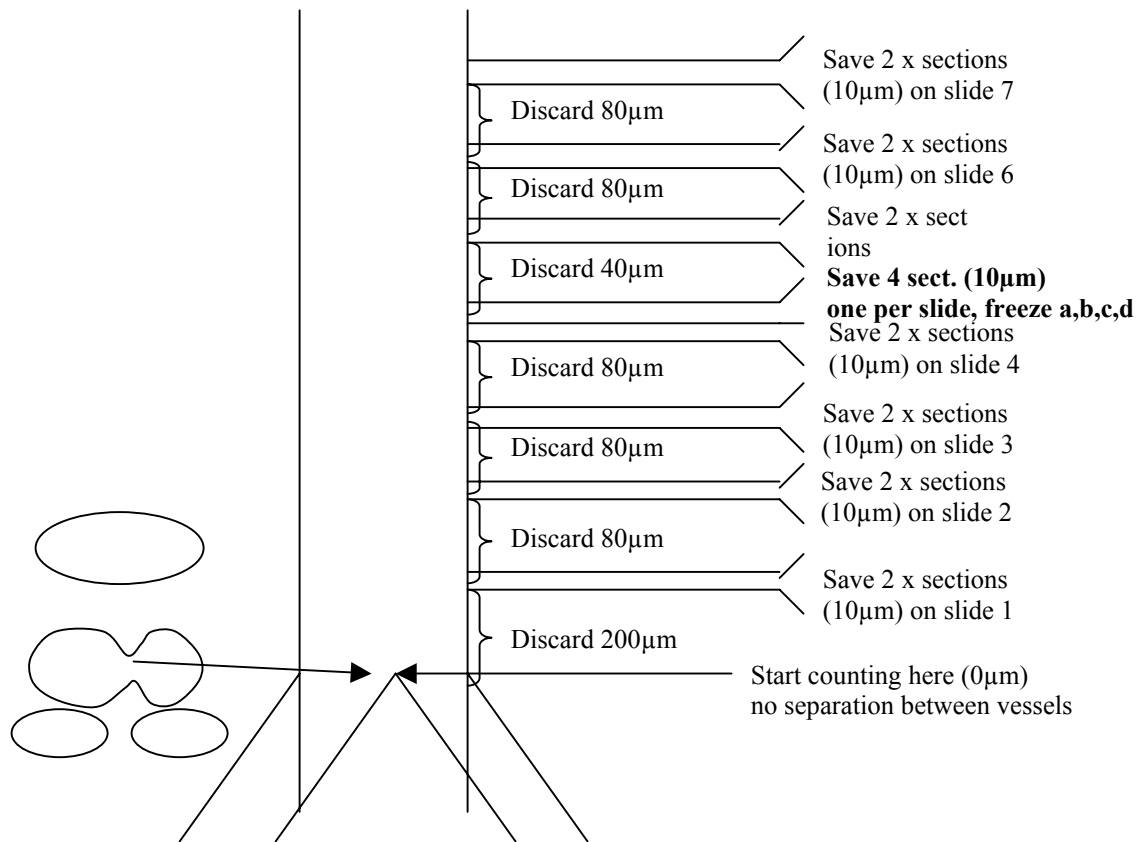 Save 2 x sections
(10µm) on slide 7
Discard 80µm
Save 2 x sections
(10µm) on slide 6
Discard 80µm
Save 2 x sect
ions
Discard 40µm
Save 4 sect. (10µm)
one per slide, freeze a,b,c,d
Save 2 x sections
(10µm) on slide 4
Discard 80µm
Save 2 x sections
(10µm) on slide 3
Discard 80µm
Save 2 x sections
(10µm) on slide 2
Discard 80µm
Save 2 x sections
(10µm) on slide 1
Discard 200µm
Start counting here (0µm)
no separation between vessels